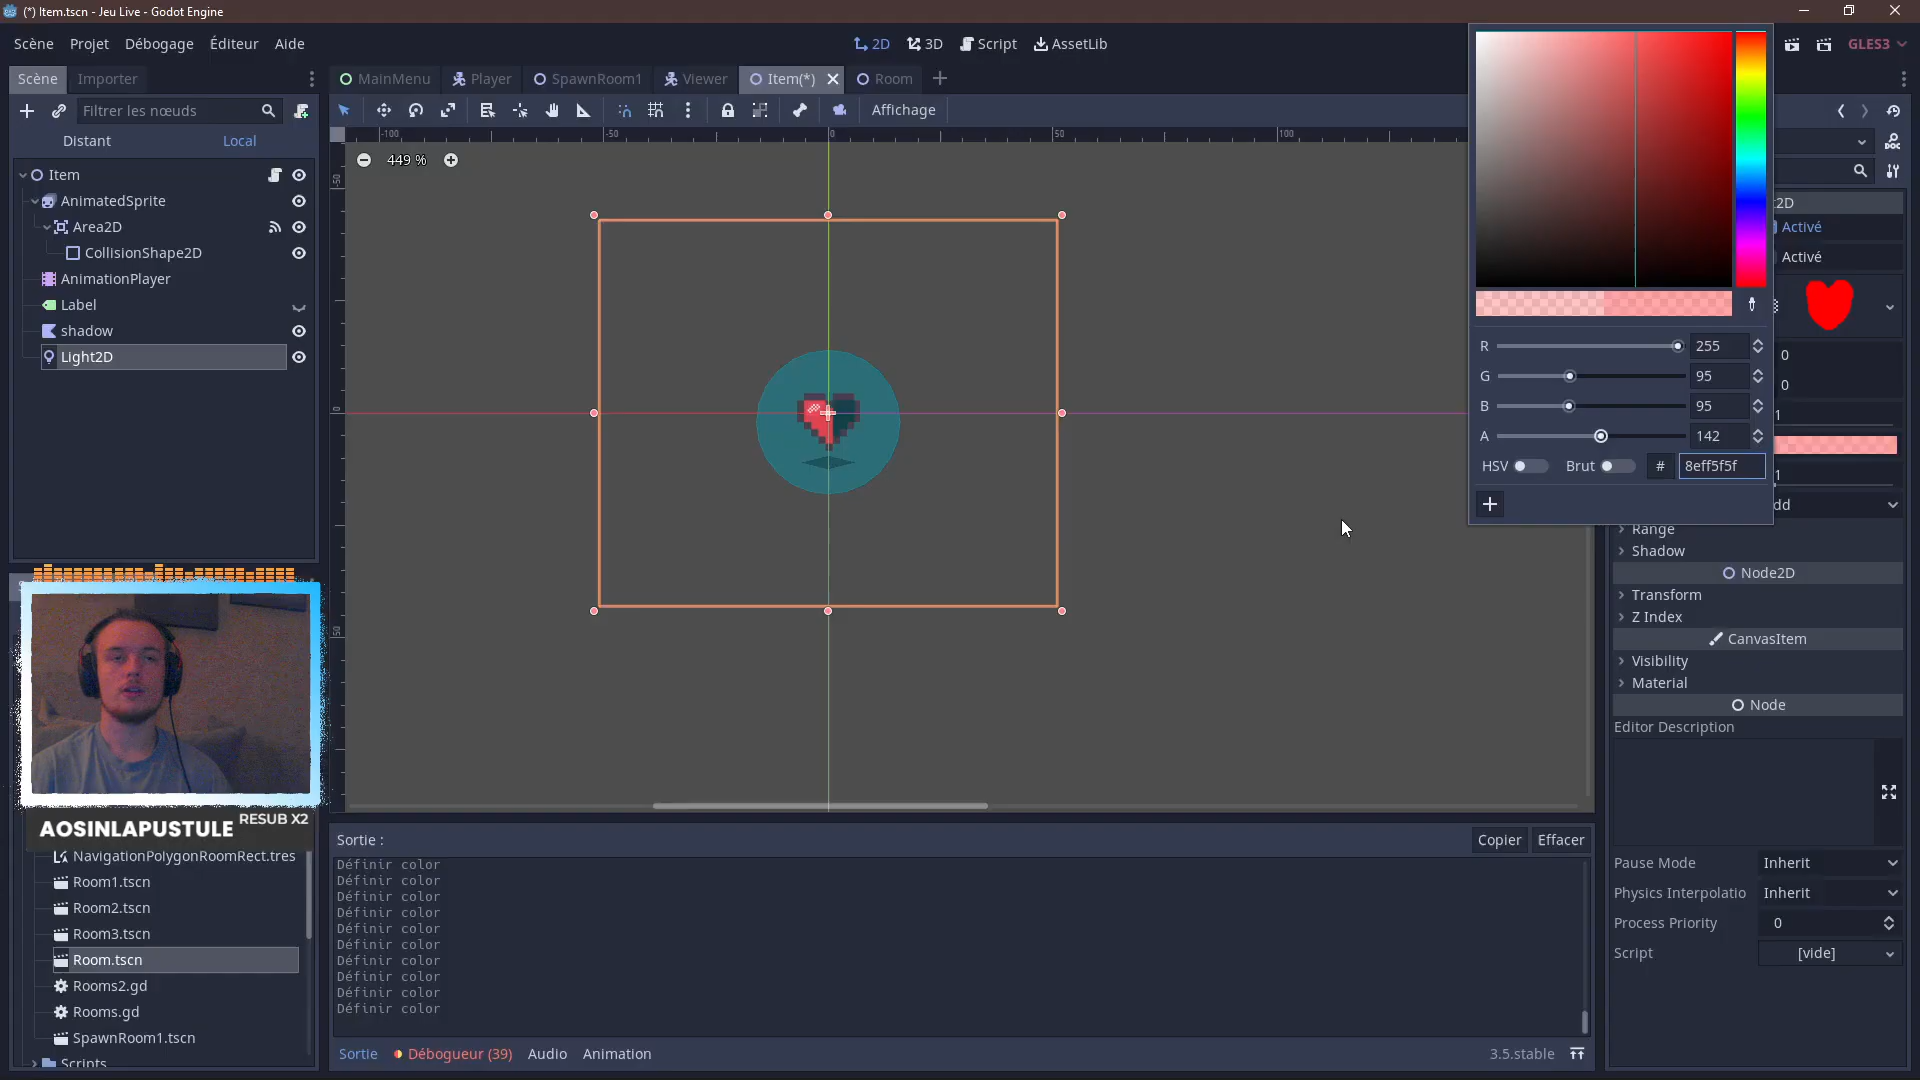 (*) Item.tscn - Jeu Live - Godot Engine
Scène Projet Débogage Éditeur Aide
2D 3D Script AssetLib
GLES3
Scène Importer
MainMenu Player SpawnRoom1 Viewer Item(*) Room
Filtrer les nœuds
Affichage
Distant Local
-100 -50 0 50 100
449 %
-50
0
50
Item
AnimatedSprite
Area2D
CollisionShape2D
AnimationPlayer
Label
shadow
Light2D
2D
Activé
Activé
0
0
1
1
dd
R 255
G 95
B 95
A 142
HSV Brut # 8eff5f5f
Range
Shadow
Node2D
Transform
Z Index
CanvasItem
Visibility
Material
Node
Editor Description
Pause Mode Inherit
Physics Interpolatio Inherit
Process Priority 0
Script [vide]
AOSINLAPUSTULE RESUB X2
NavigationPolygonRoomRect.tres
Room1.tscn
Room2.tscn
Room3.tscn
Room.tscn
Rooms2.gd
Rooms.gd
SpawnRoom1.tscn
Scripts
Sortie :
Copier Effacer
Définir color
Définir color
Définir color
Définir color
Définir color
Définir color
Définir color
Définir color
Définir color
Définir color
Sortie Débogueur (39) Audio Animation
3.5.stable